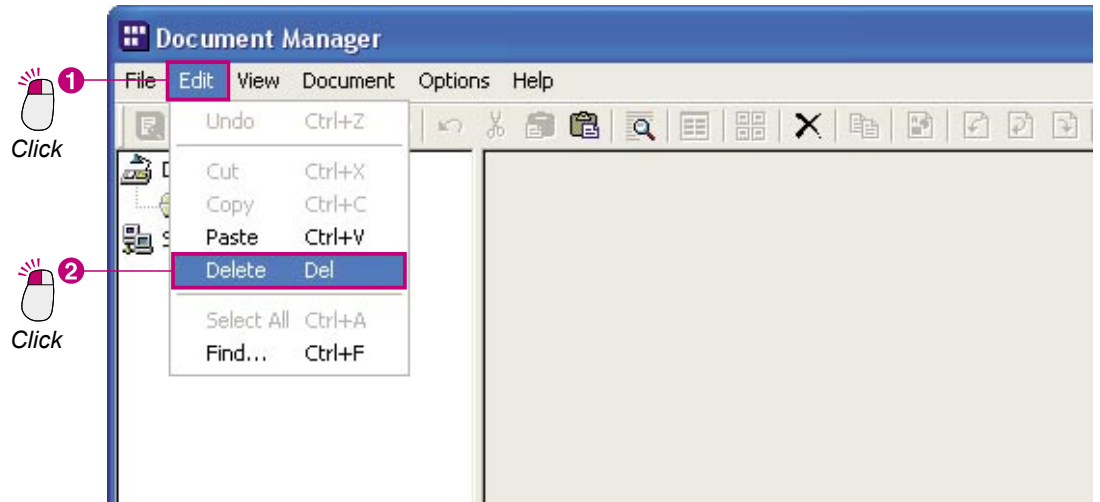 Document Manager
1
File Edit View Document Options Help
Click
Undo Ctrl+Z
Cut Ctrl+X
Copy Ctrl+C
Paste Ctrl+V
2
Delete Del
Click
Select All Ctrl+A
Find... Ctrl+F